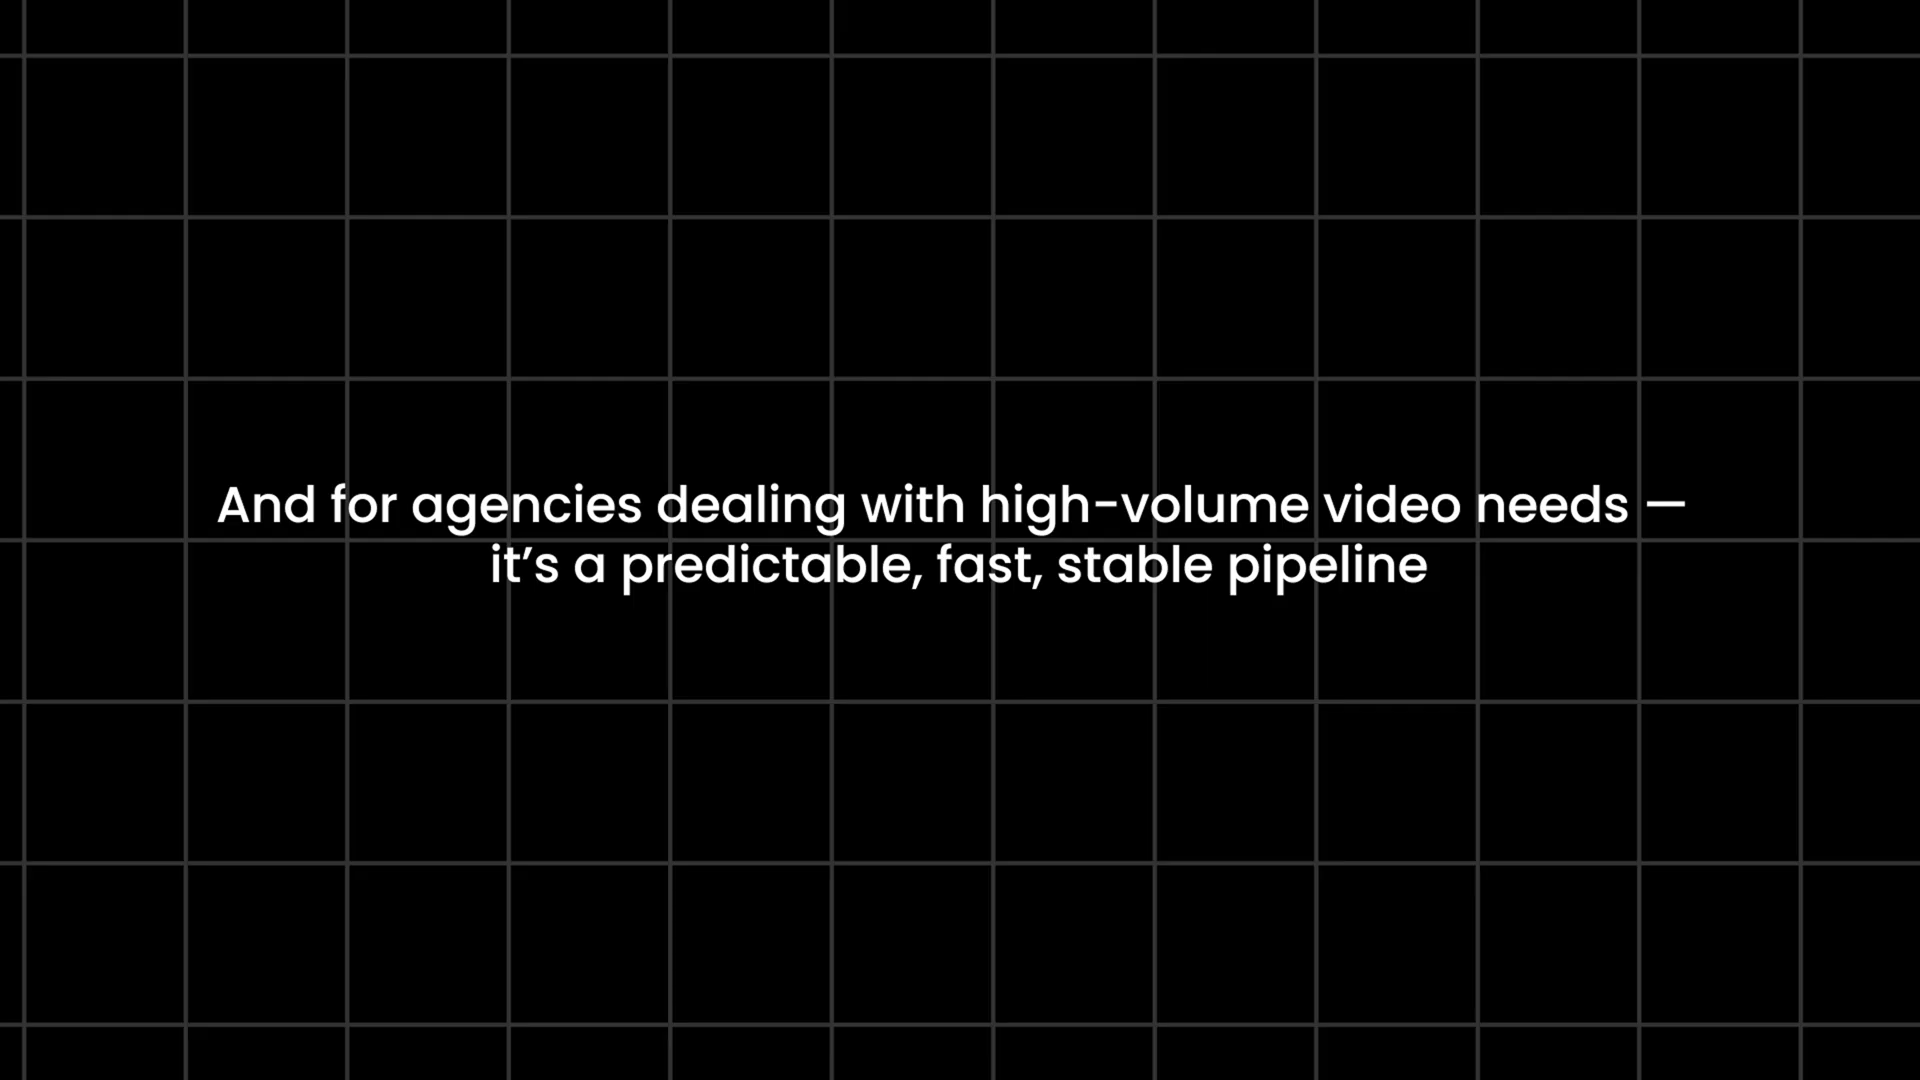 And for agencies dealing with high-volume video needs —
it’s a predictable, fast, stable pipeline